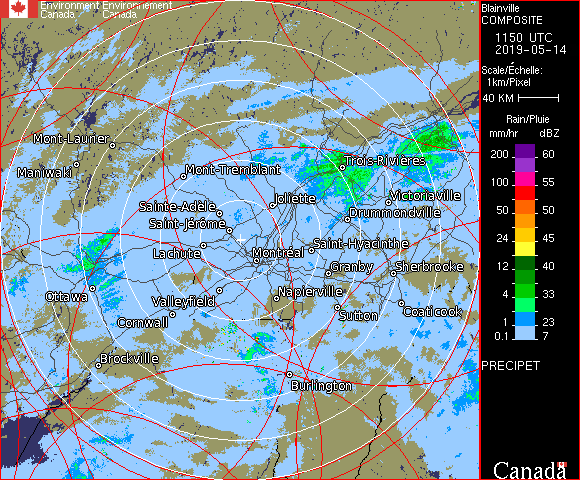 Environment Environnement
Canada Canada
Blainville
COMPOSITE
1150 UTC
2019-05-14
Scale/Échelle:
1km/Pixel
40 KM
Rain/Pluie
mm/hr dBZ
200 60
150 57
100 55
50 50
24 45
12 40
4 33
1 23
0.1 7
PRECIPET
Canada
Mont-Laurier
Maniwaki
Mont-Tremblant
Trois-Rivières
Sainte-Adèle
Joliette
Victoriaville
Saint-Jérôme
Drummondville
Lachute
Montréal
Saint-Hyacinthe
Granby
Sherbrooke
Ottawa
Valleyfield
Napierville
Cornwall
Sutton
Coaticook
Brockville
Burlington